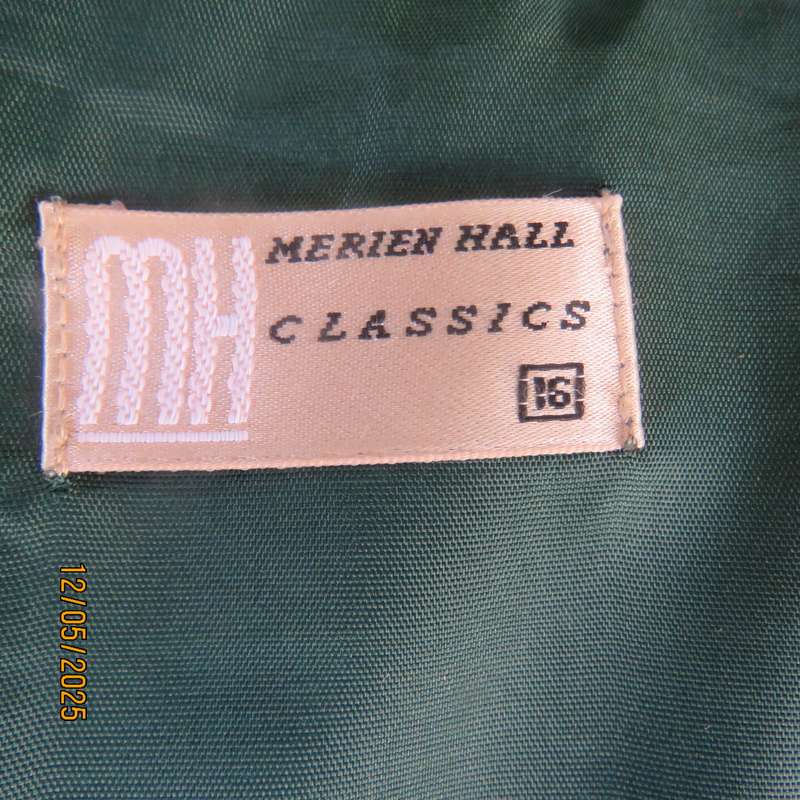 MH
MERIEN HALL
CLASSICS
16
12/05/2025